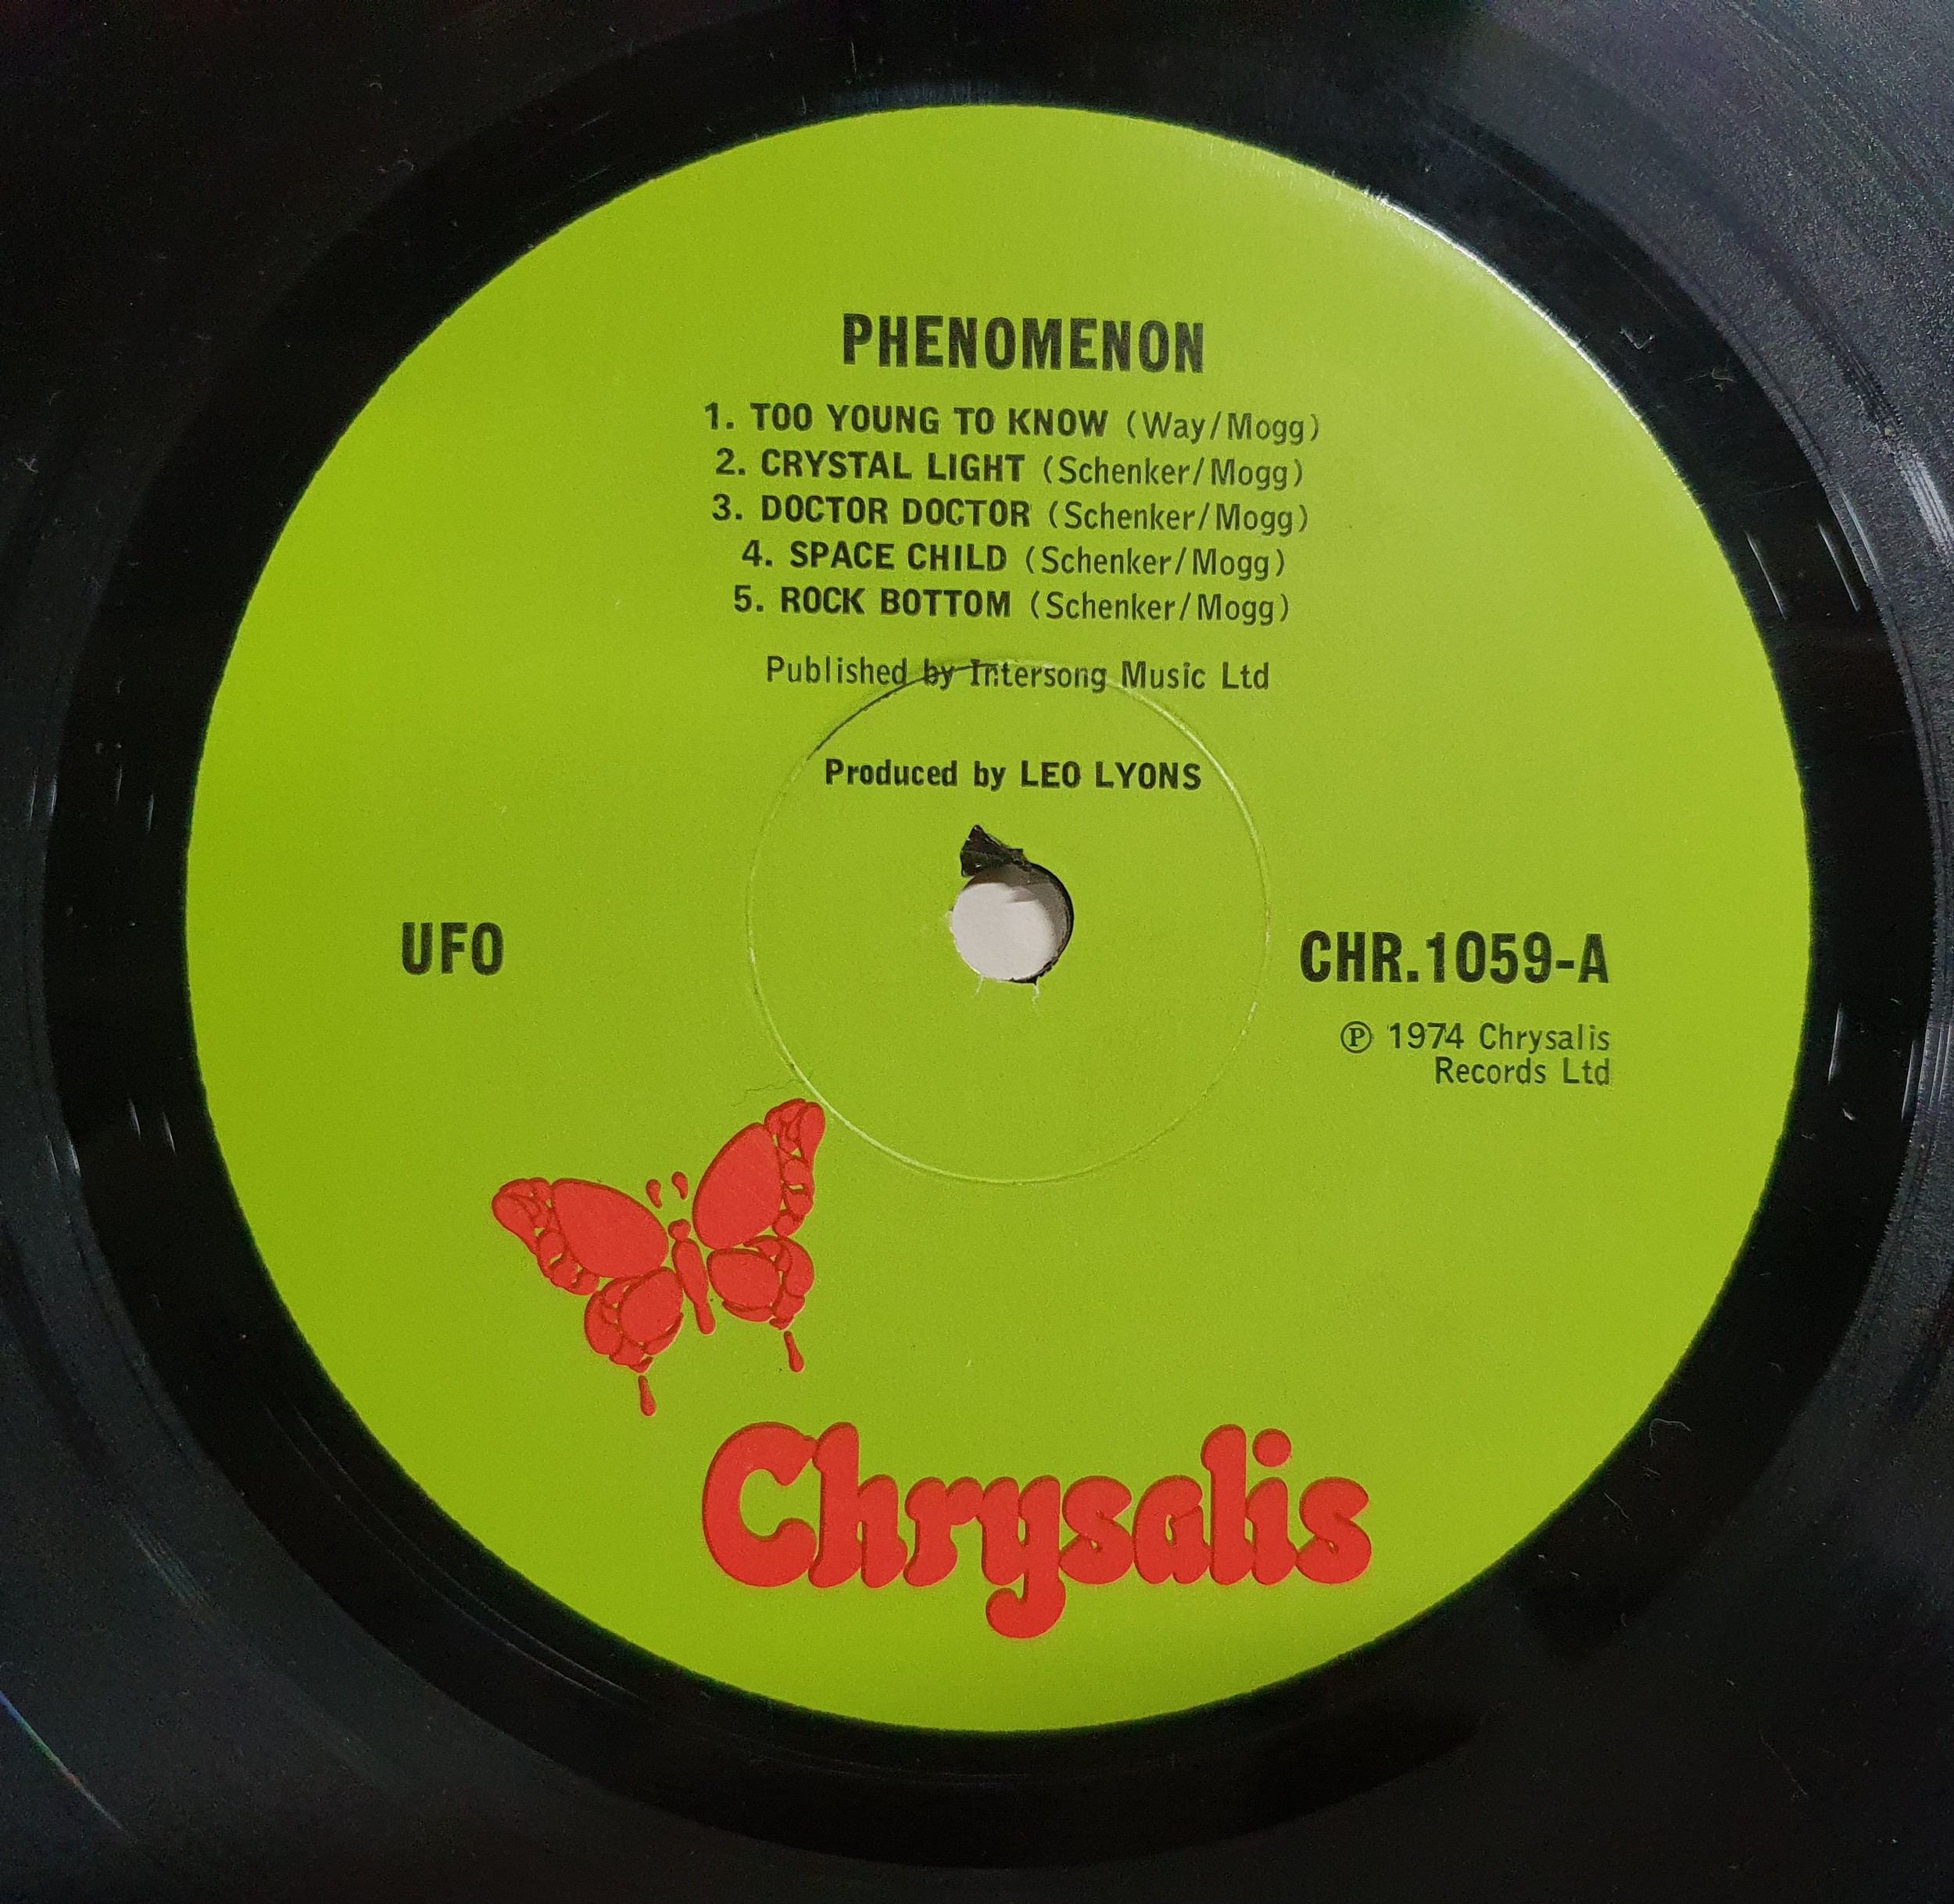 PHENOMENON
1. TOO YOUNG TO KNOW (Way/Mogg)
2. CRYSTAL LIGHT (Schenker/Mogg)
3. DOCTOR DOCTOR (Schenker/Mogg)
4. SPACE CHILD (Schenker/Mogg)
5. ROCK BOTTOM (Schenker/Mogg)
Published by Intersong Music Ltd
Produced by LEO LYONS
UFO
CHR.1059-A
℗ 1974 Chrysalis
Records Ltd
Chrysalis